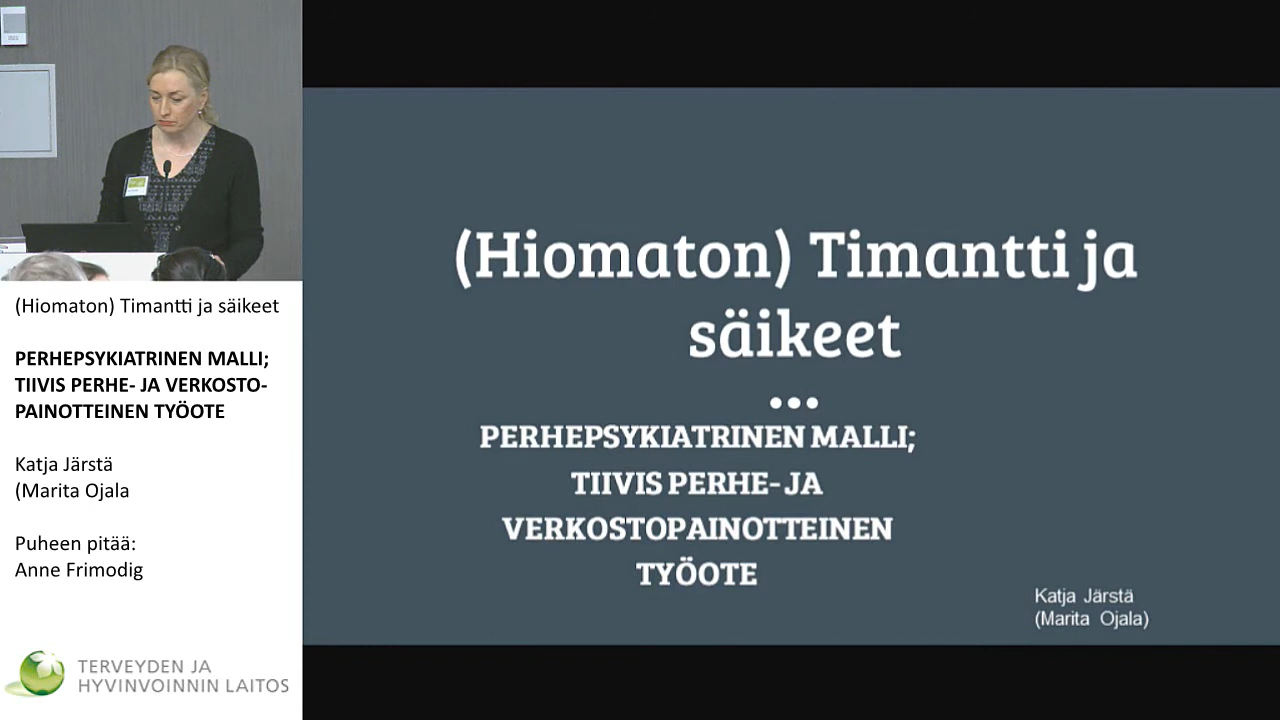 (Hiomaton) Timantti ja säikeet
PERHEPSYKIATRINEN MALLI;
TIIVIS PERHE- JA VERKOSTO-
PAINOTTEINEN TYÖOTE
Katja Järstä
(Marita Ojala
Puheen pitää:
Anne Frimodig
TERVEYDEN JA
HYVINVOINNIN LAITOS
(Hiomaton) Timantti ja
säikeet
...
PERHEPSYKIATRINEN MALLI;
TIIVIS PERHE- JA
VERKOSTOPAINOTTEINEN
TYÖOTE
Katja Järstä
(Marita Ojala)